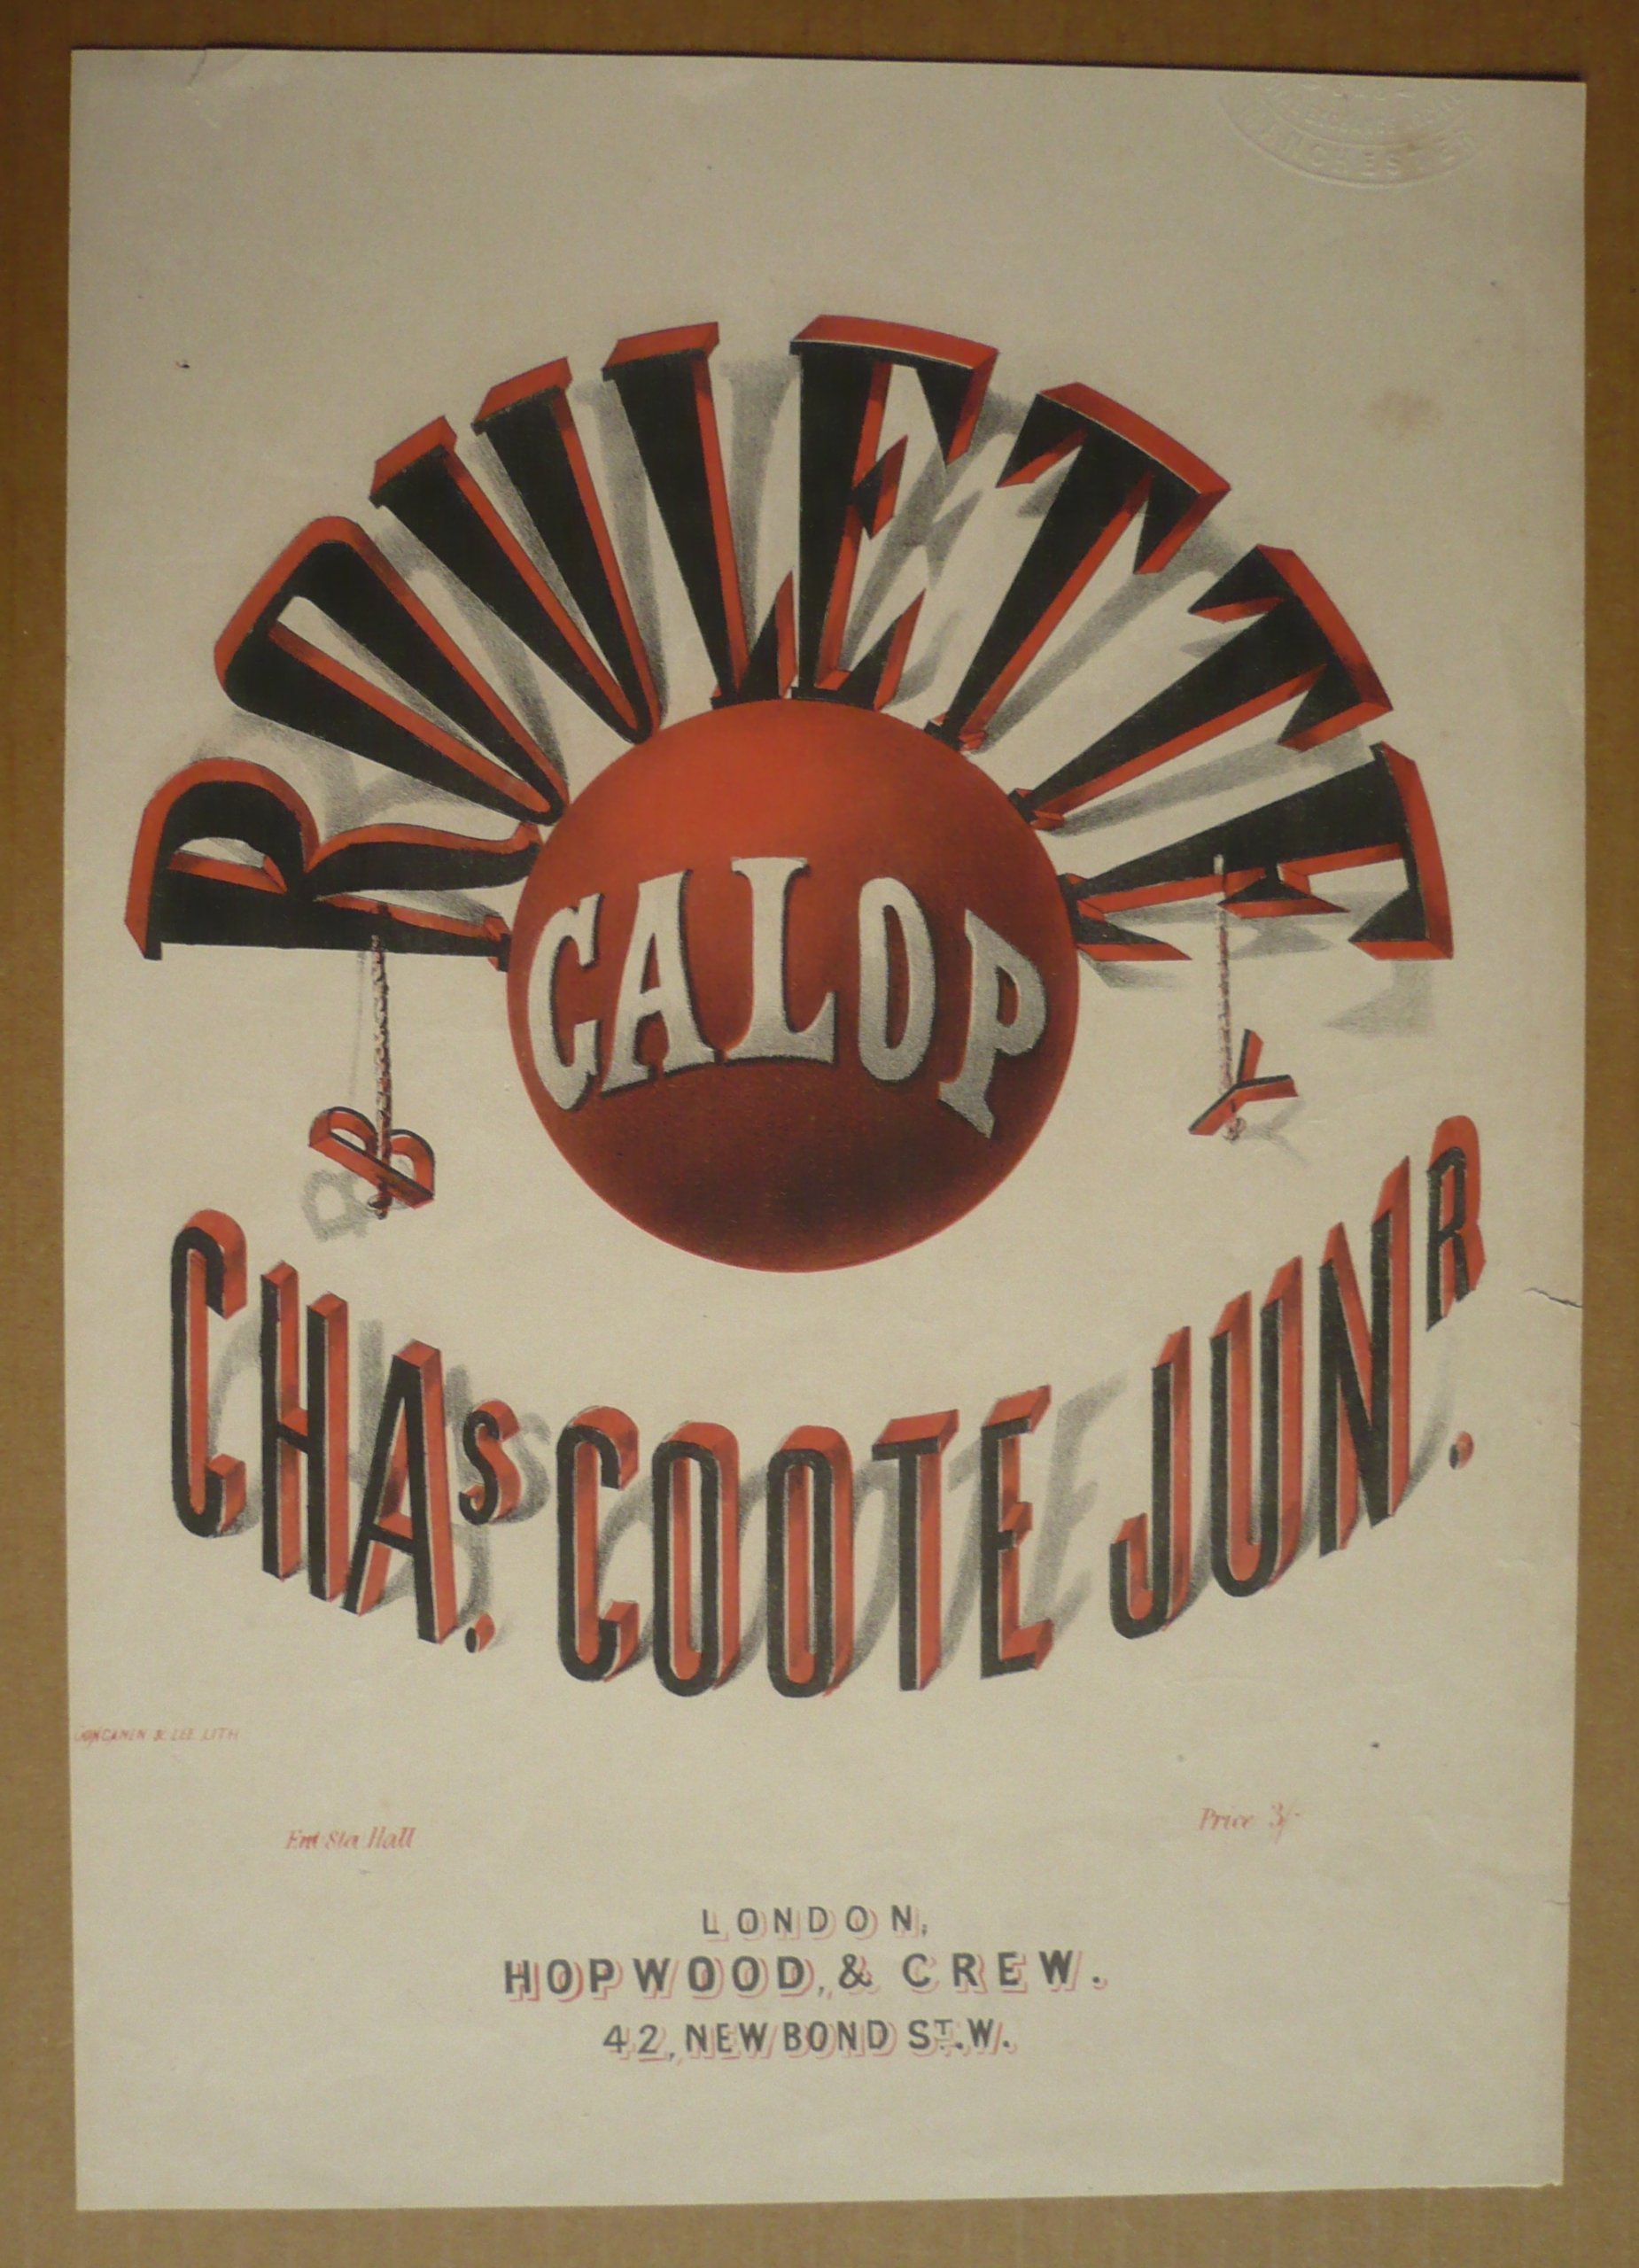 ROULETTE
GALOP
BY
CHAS. COOTE JUNR.
CONCANEN & LEE LITH
Ent Sta Hall
Price 3/-
LONDON,
HOPWOOD, & CREW.
42, NEW BOND ST. W.
MANCHESTER